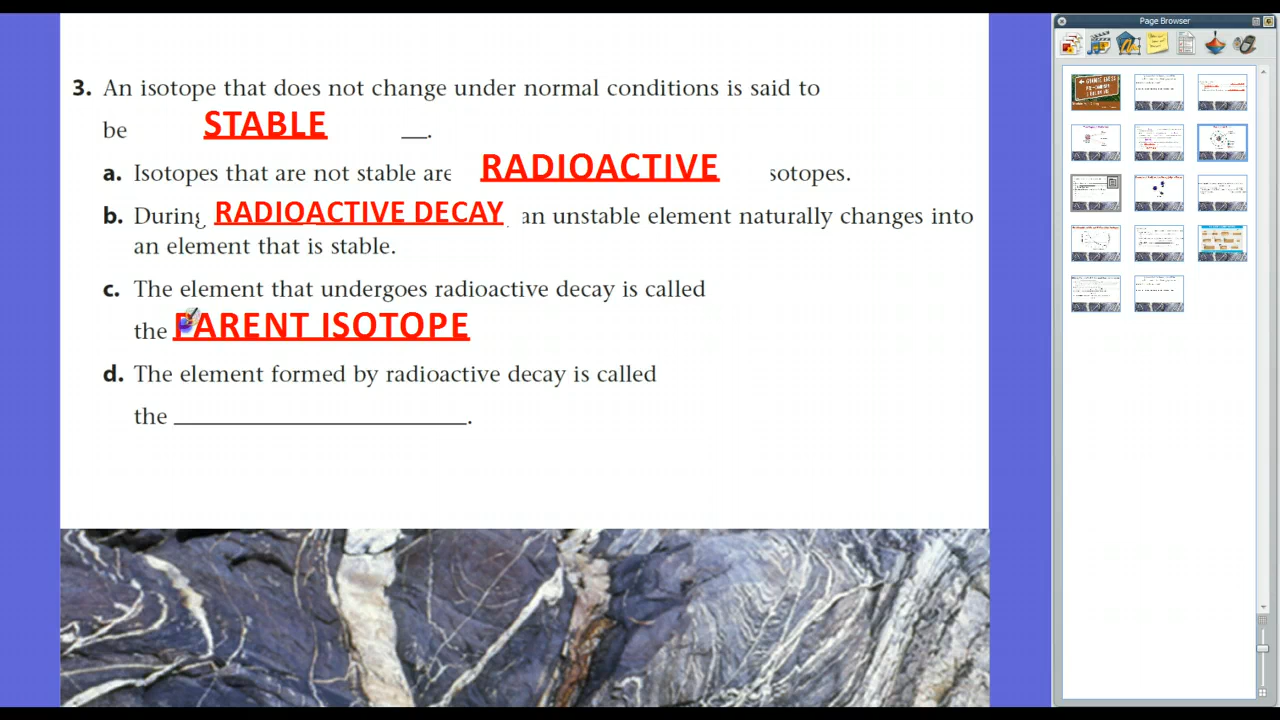 Page Browser
3. An isotope that does not change under normal conditions is said to
be STABLE __.
a. Isotopes that are not stable are RADIOACTIVE sotopes.
b. During RADIOACTIVE DECAY, an unstable element naturally changes into
an element that is stable.
c. The element that undergoes radioactive decay is called
the PARENT ISOTOPE
d. The element formed by radioactive decay is called
the ____________________.